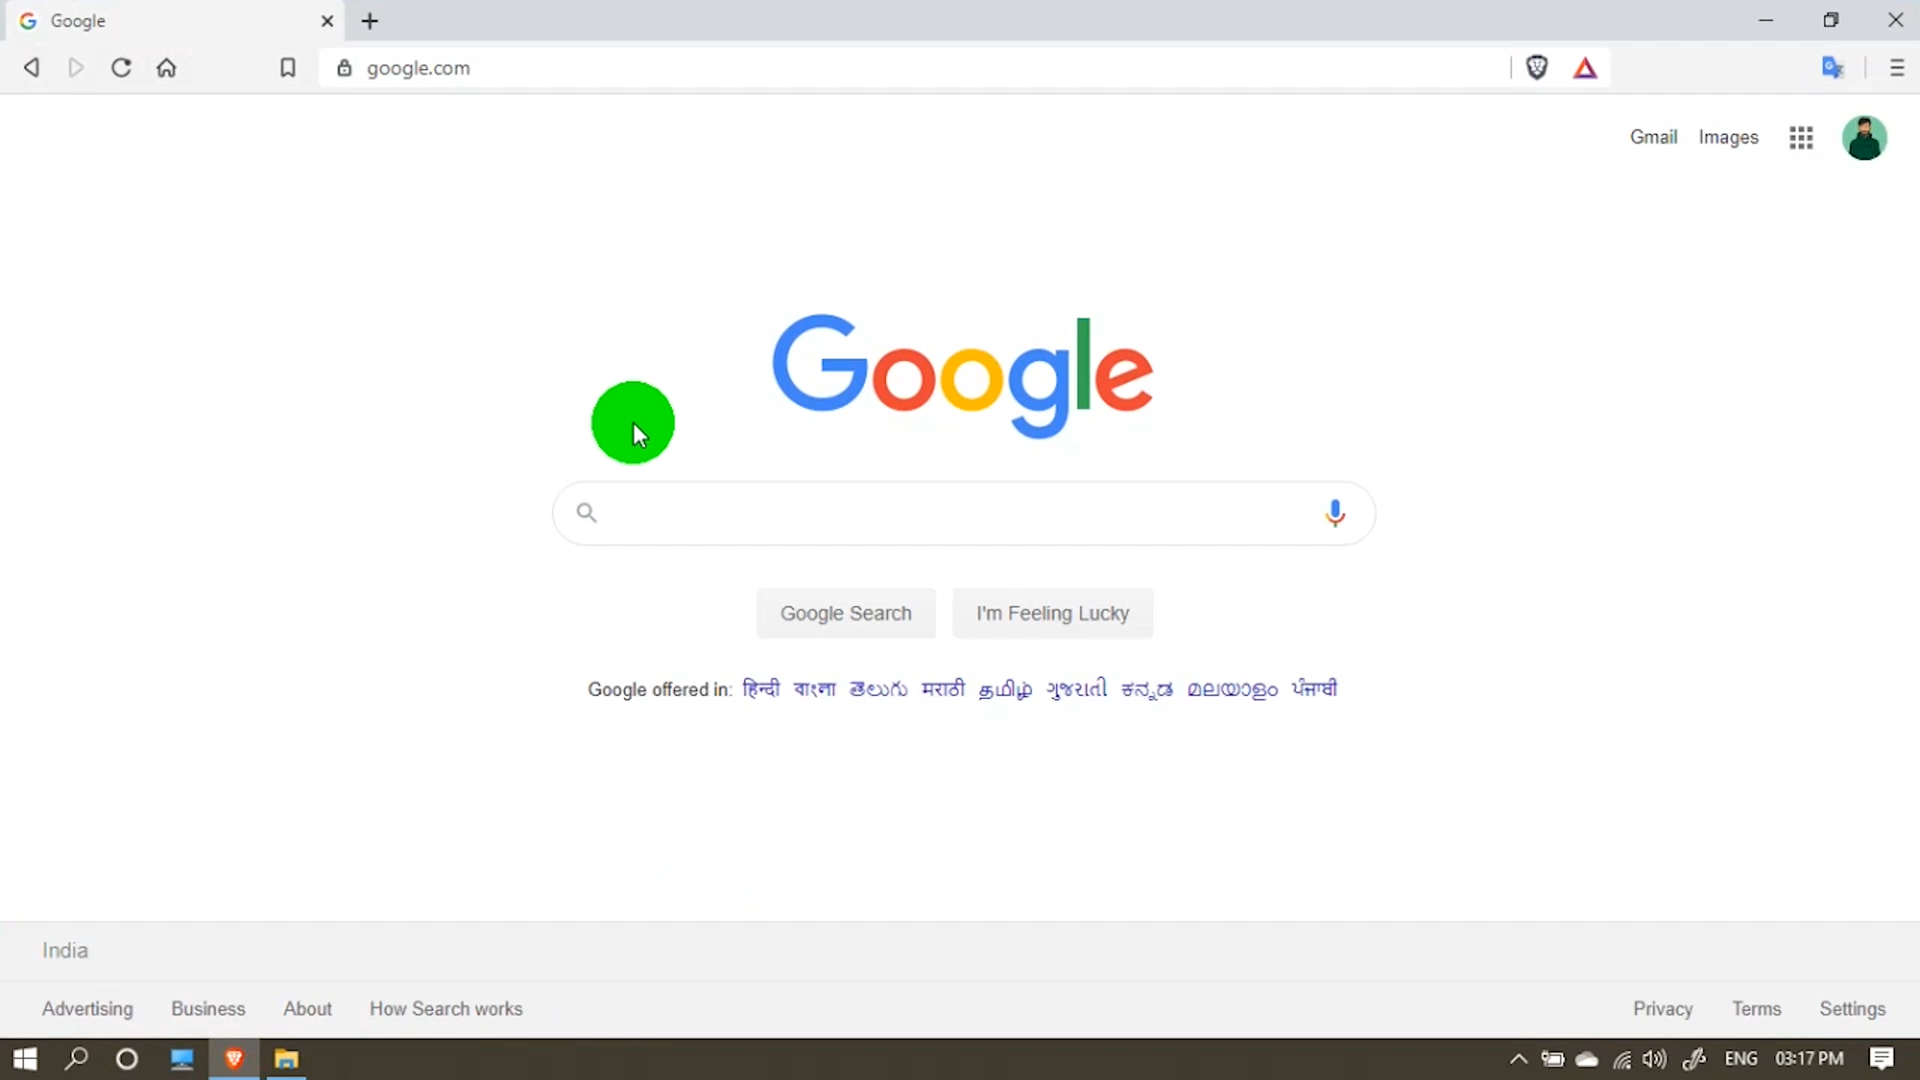 Google
google.com
Gmail Images
Google
Google Search I'm Feeling Lucky
Google offered in: हिन्दी বাংলা తెలుగు मराठी தமிழ் ગુજરાતી ಕನ್ನಡ മലയാളം ਪੰਜਾਬੀ
India
Advertising Business About How Search works Privacy Terms Settings
ENG 03:17 PM